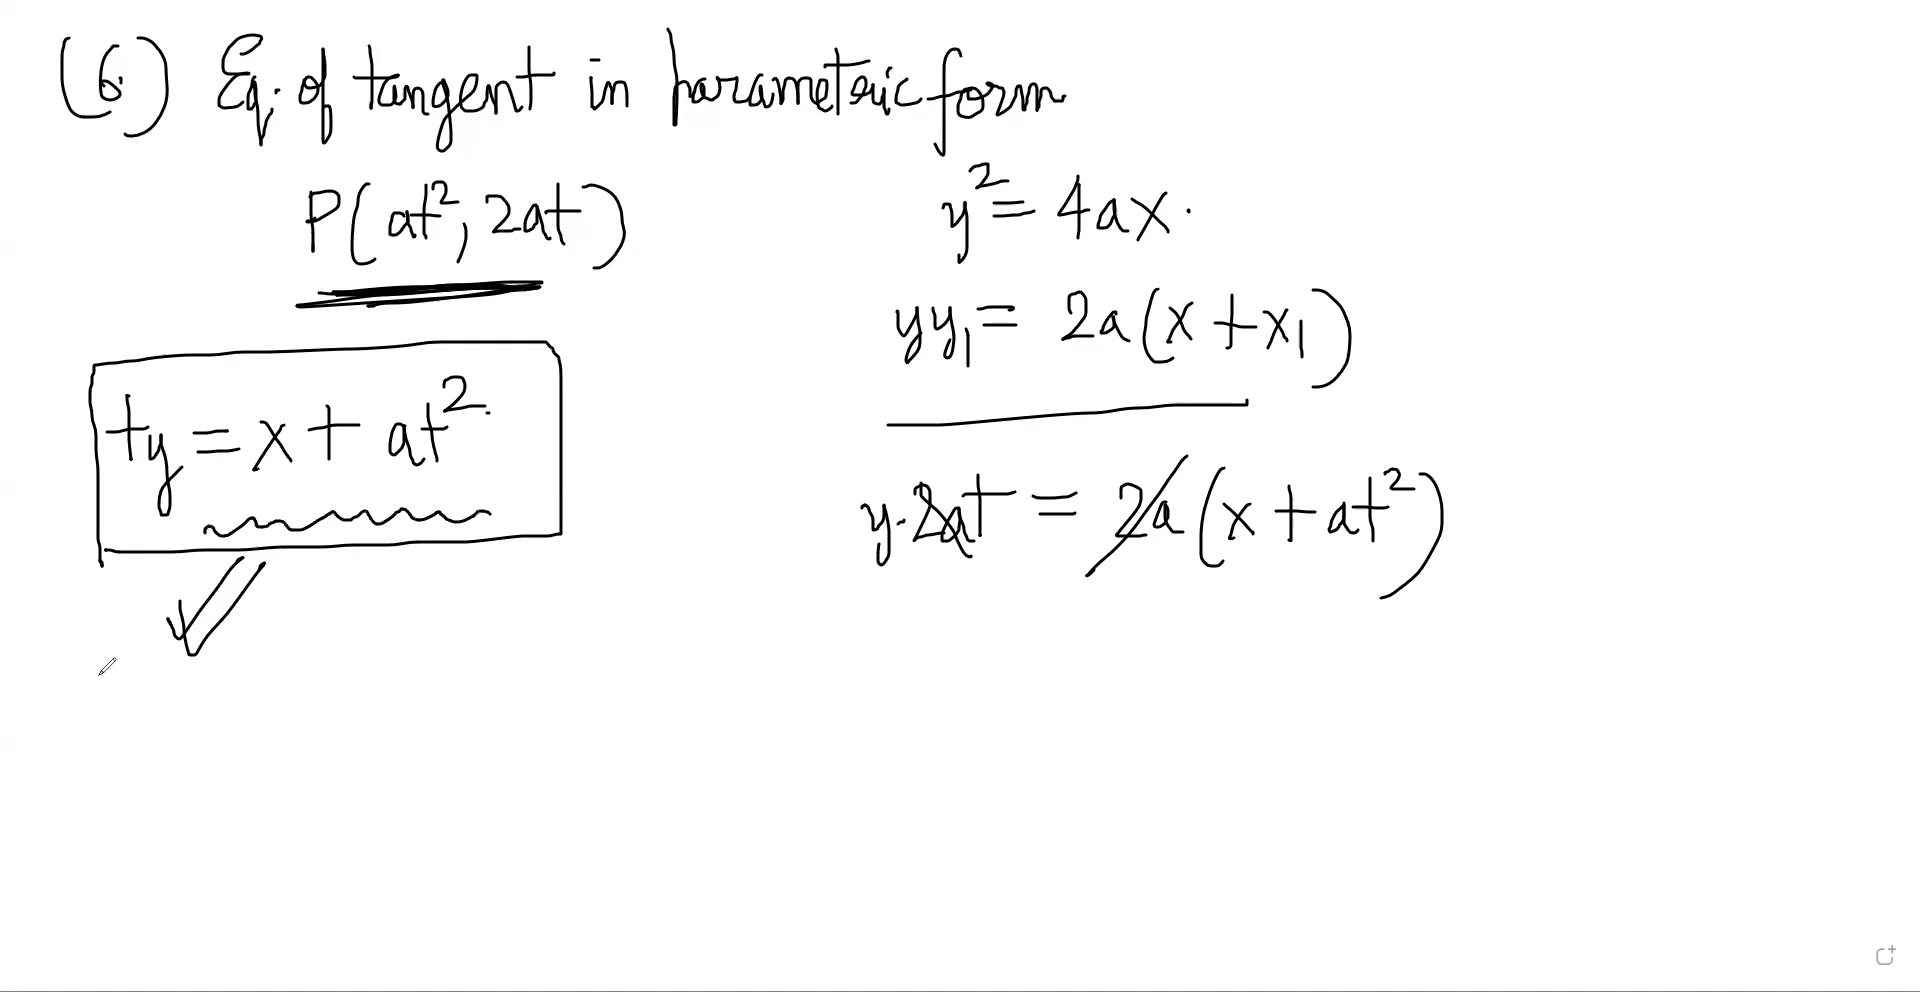 (6) Eq. of tangent in parametric form
P(at², 2at)
y² = 4ax.
yy₁ = 2a(x + x₁)
ty = x + at².
y.2at = 2a(x + at²)